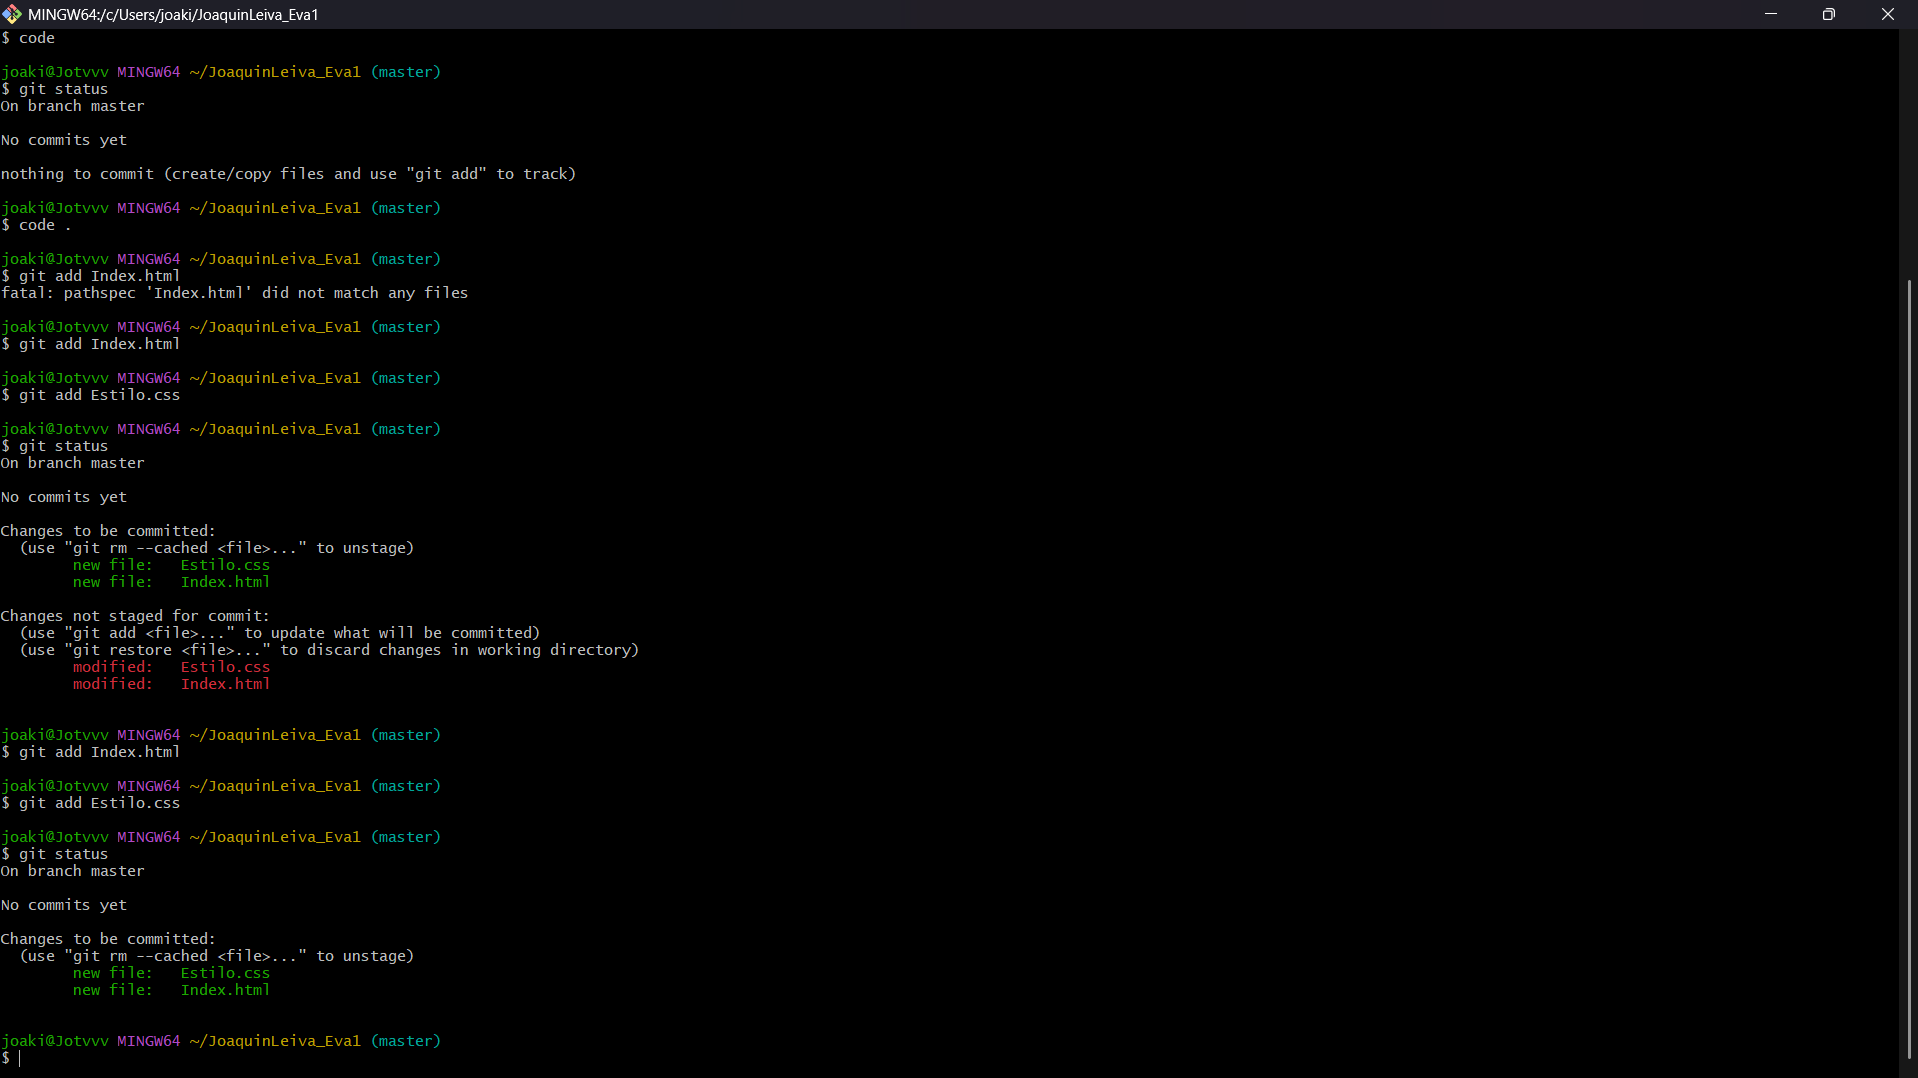 MINGW64:/c/Users/joaki/JoaquinLeiva_Eva1
$ code
joaki@Jotvvv MINGW64 ~/JoaquinLeiva_Eva1 (master)
$ git status
On branch master
No commits yet
nothing to commit (create/copy files and use "git add" to track)
joaki@Jotvvv MINGW64 ~/JoaquinLeiva_Eva1 (master)
$ code .
joaki@Jotvvv MINGW64 ~/JoaquinLeiva_Eva1 (master)
$ git add Index.html
fatal: pathspec 'Index.html' did not match any files
joaki@Jotvvv MINGW64 ~/JoaquinLeiva_Eva1 (master)
$ git add Index.html
joaki@Jotvvv MINGW64 ~/JoaquinLeiva_Eva1 (master)
$ git add Estilo.css
joaki@Jotvvv MINGW64 ~/JoaquinLeiva_Eva1 (master)
$ git status
On branch master
No commits yet
Changes to be committed:
  (use "git rm --cached <file>..." to unstage)
        new file:   Estilo.css
        new file:   Index.html
Changes not staged for commit:
  (use "git add <file>..." to update what will be committed)
  (use "git restore <file>..." to discard changes in working directory)
        modified:   Estilo.css
        modified:   Index.html
joaki@Jotvvv MINGW64 ~/JoaquinLeiva_Eva1 (master)
$ git add Index.html
joaki@Jotvvv MINGW64 ~/JoaquinLeiva_Eva1 (master)
$ git add Estilo.css
joaki@Jotvvv MINGW64 ~/JoaquinLeiva_Eva1 (master)
$ git status
On branch master
No commits yet
Changes to be committed:
  (use "git rm --cached <file>..." to unstage)
        new file:   Estilo.css
        new file:   Index.html
joaki@Jotvvv MINGW64 ~/JoaquinLeiva_Eva1 (master)
$